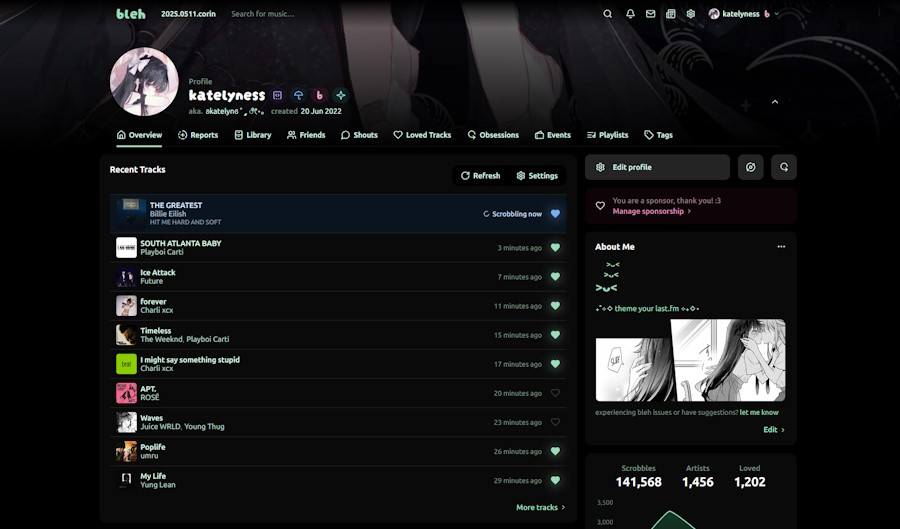 bleh
2025.0511.corin
Search for music...
katelyness
Profile
katelyness
aka.
created 20 Jun 2022
Overview
Reports
Library
Friends
Shouts
Loved Tracks
Obsessions
Events
Playlists
Tags
Recent Tracks
Refresh
Settings
THE GREATEST
Billie Eilish
HIT ME HARD AND SOFT
Scrobbling now
SOUTH ATLANTA BABY
Playboi Carti
3 minutes ago
Ice Attack
Future
7 minutes ago
forever
Charli xcx
11 minutes ago
Timeless
The Weeknd, Playboi Carti
15 minutes ago
I might say something stupid
Charli xcx
17 minutes ago
APT.
ROSÉ
20 minutes ago
Waves
Juice WRLD, Young Thug
23 minutes ago
Poplife
umru
26 minutes ago
My Life
Yung Lean
29 minutes ago
More tracks
Edit profile
You are a sponsor, thank you! :3
Manage sponsorship
About Me
>ᴗ<
>ᴗ<
>ᴗ<
theme your last.fm
experiencing bleh issues or have suggestions? let me know
Edit
Scrobbles
Artists
Loved
141,568
1,456
1,202
3,500
3,000